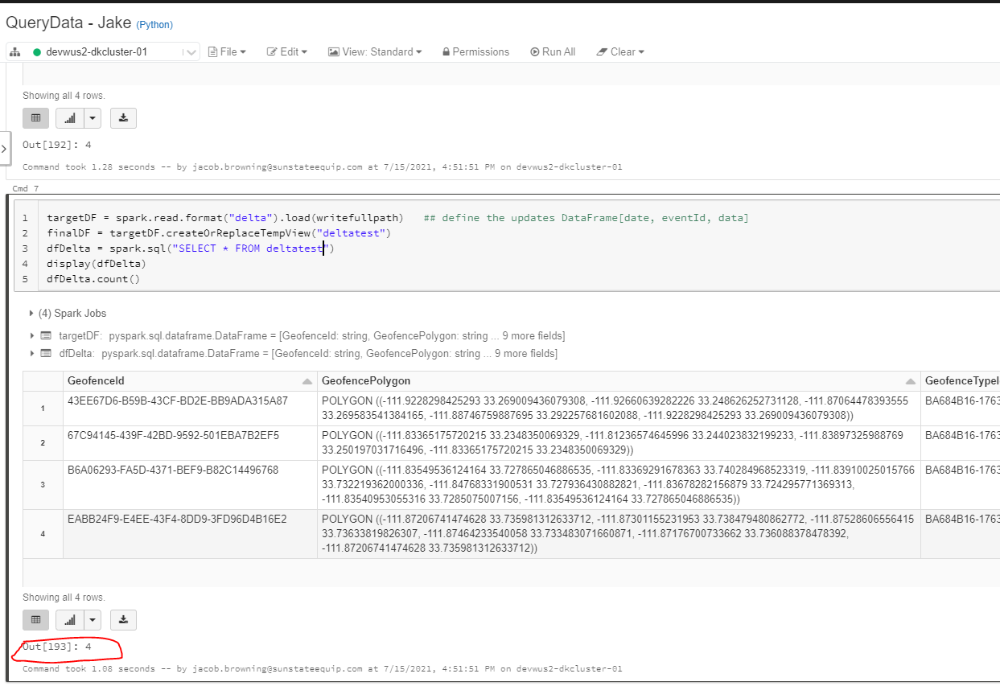 QueryData - Jake (Python)
devwus2-dkcluster-01 File Edit View: Standard Permissions Run All Clear
Showing all 4 rows.
Out[192]: 4
Command took 1.28 seconds -- by jacob.browning@sunstateequip.com at 7/15/2021, 4:51:51 PM on devwus2-dkcluster-01
Cmd 7
1 targetDF = spark.read.format("delta").load(writefullpath) ## define the updates DataFrame[date, eventId, data]
2 finalDF = targetDF.createOrReplaceTempView("deltatest")
3 dfDelta = spark.sql("SELECT * FROM deltatest")
4 display(dfDelta)
5 dfDelta.count()
(4) Spark Jobs
targetDF: pyspark.sql.dataframe.DataFrame = [GeofenceId: string, GeofencePolygon: string ... 9 more fields]
dfDelta: pyspark.sql.dataframe.DataFrame = [GeofenceId: string, GeofencePolygon: string ... 9 more fields]
GeofenceId GeofencePolygon GeofenceTypeI
1 43EE67D6-B59B-43CF-BD2E-BB9ADA315A87 POLYGON ((-111.9228298425293 33.269009436079308, -111.92660639282226 33.248626252731128, -111.87064478393555 BA684B16-1763
33.269583541384165, -111.88746759887695 33.292257681602088, -111.9228298425293 33.269009436079308))
2 67C94145-439F-42BD-9592-501EBA7B2EF5 POLYGON ((-111.83365175720215 33.2348350069329, -111.81236574645996 33.244023832199233, -111.83897325988769 BA684B16-1763
33.250197031716496, -111.83365175720215 33.2348350069329))
3 B6A06293-FA5D-4371-BEF9-B82C14496768 POLYGON ((-111.83549536124164 33.727865046886535, -111.83369291678363 33.740284968523319, -111.83910025015766 BA684B16-1763
33.732219362000336, -111.84768331900531 33.727936430882821, -111.83678282156879 33.724295771369313,
-111.83540953055316 33.7285075007156, -111.83549536124164 33.727865046886535))
4 EABB24F9-E4EE-43F4-8DD9-3FD96D4B16E2 POLYGON ((-111.87206741474628 33.735981312633712, -111.87301155231953 33.738479480862772, -111.87528606556415 BA684B16-1763
33.73633819826307, -111.87464233540058 33.733483071660871, -111.87176700733662 33.736088378478392,
-111.87206741474628 33.735981312633712))
Showing all 4 rows.
Out[193]: 4
Command took 1.08 seconds -- by jacob.browning@sunstateequip.com at 7/15/2021, 4:51:51 PM on devwus2-dkcluster-01